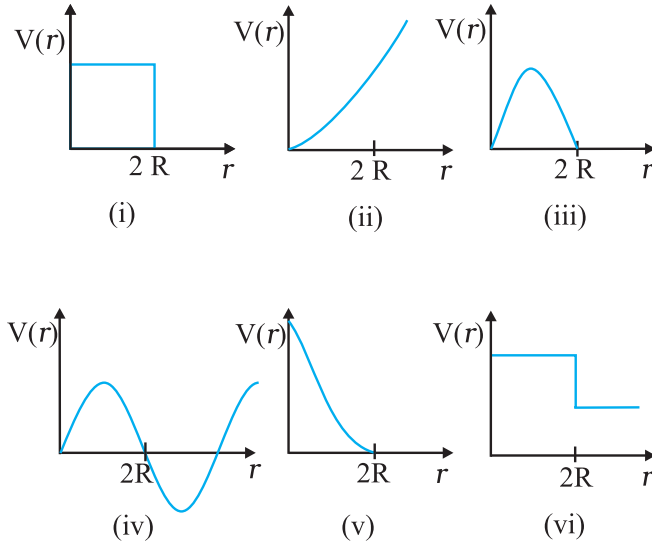 V(r)
2 R
r
(i)
V(r)
2 R
r
(ii)
V(r)
2 R
r
(iii)
V(r)
2R
r
(iv)
V(r)
2R
r
(v)
V(r)
2R
r
(vi)